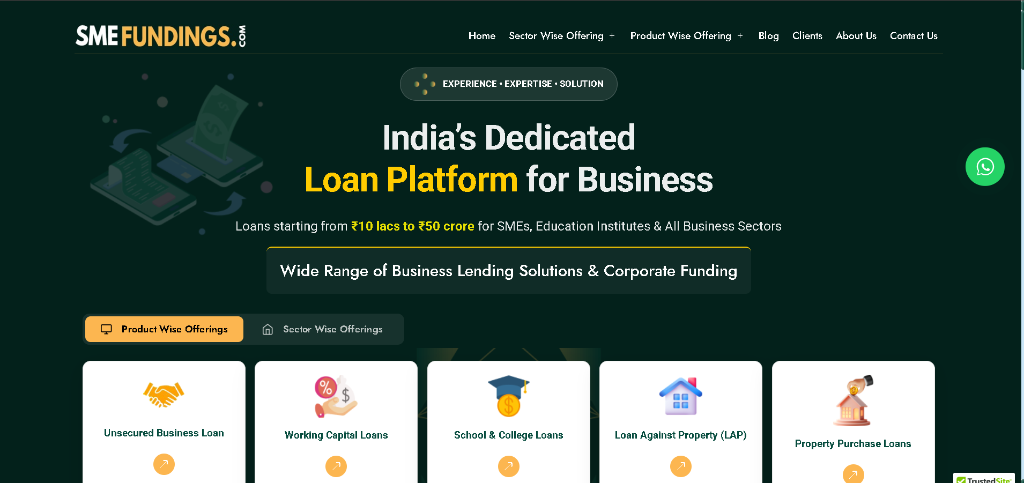 SMEFUNDINGS.COM
Home Sector Wise Offering + Product Wise Offering + Blog Clients About Us Contact Us
EXPERIENCE • EXPERTISE • SOLUTION
India's Dedicated
Loan Platform for Business
Loans starting from ₹10 lacs to ₹50 crore for SMEs, Education Institutes & All Business Sectors
Wide Range of Business Lending Solutions & Corporate Funding
Product Wise Offerings Sector Wise Offerings
Unsecured Business Loan
Working Capital Loans
School & College Loans
Loan Against Property (LAP)
Property Purchase Loans
TrustedSite